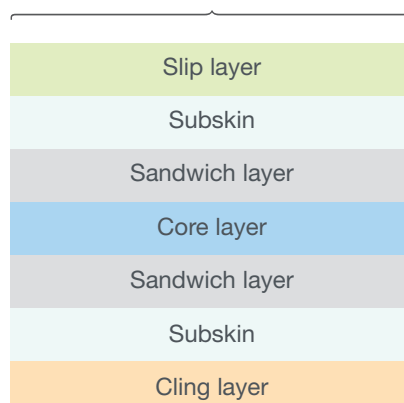 Slip layer
Subskin
Sandwich layer
Core layer
Sandwich layer
Subskin
Cling layer